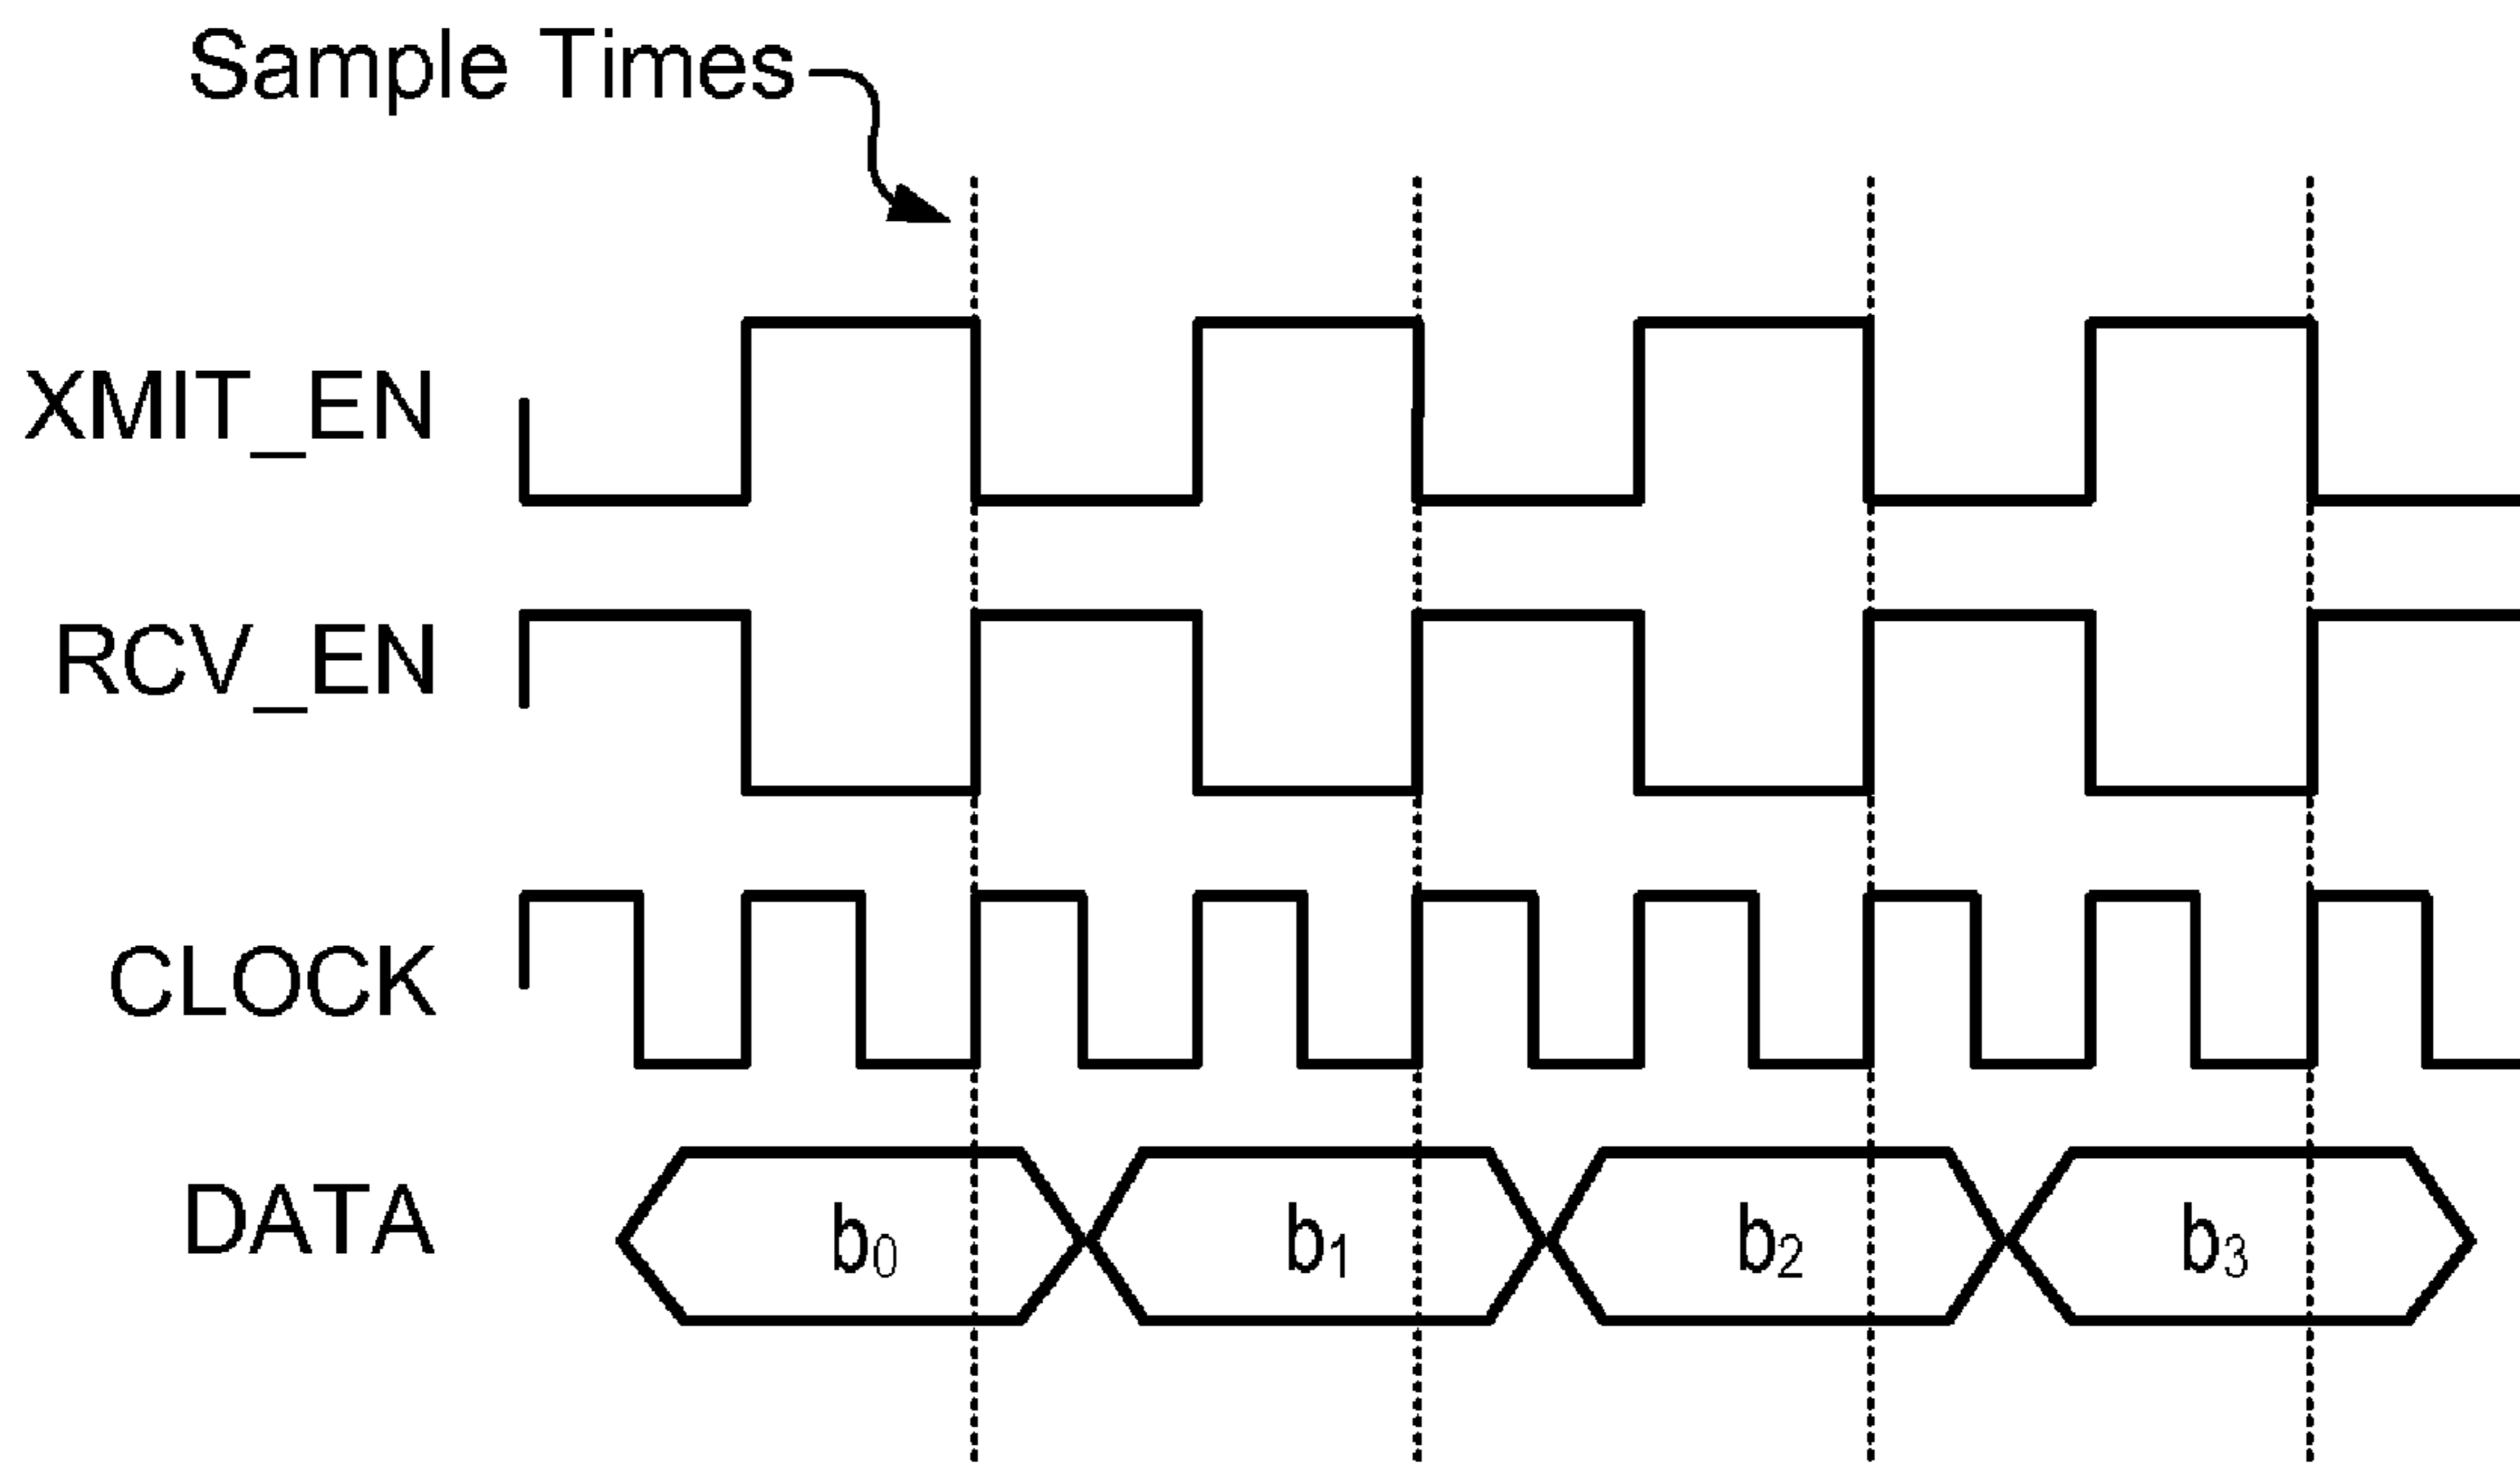 Sample Times
XMIT_EN
RCV_EN
CLOCK
DATA
b₀ b₁ b₂ b₃